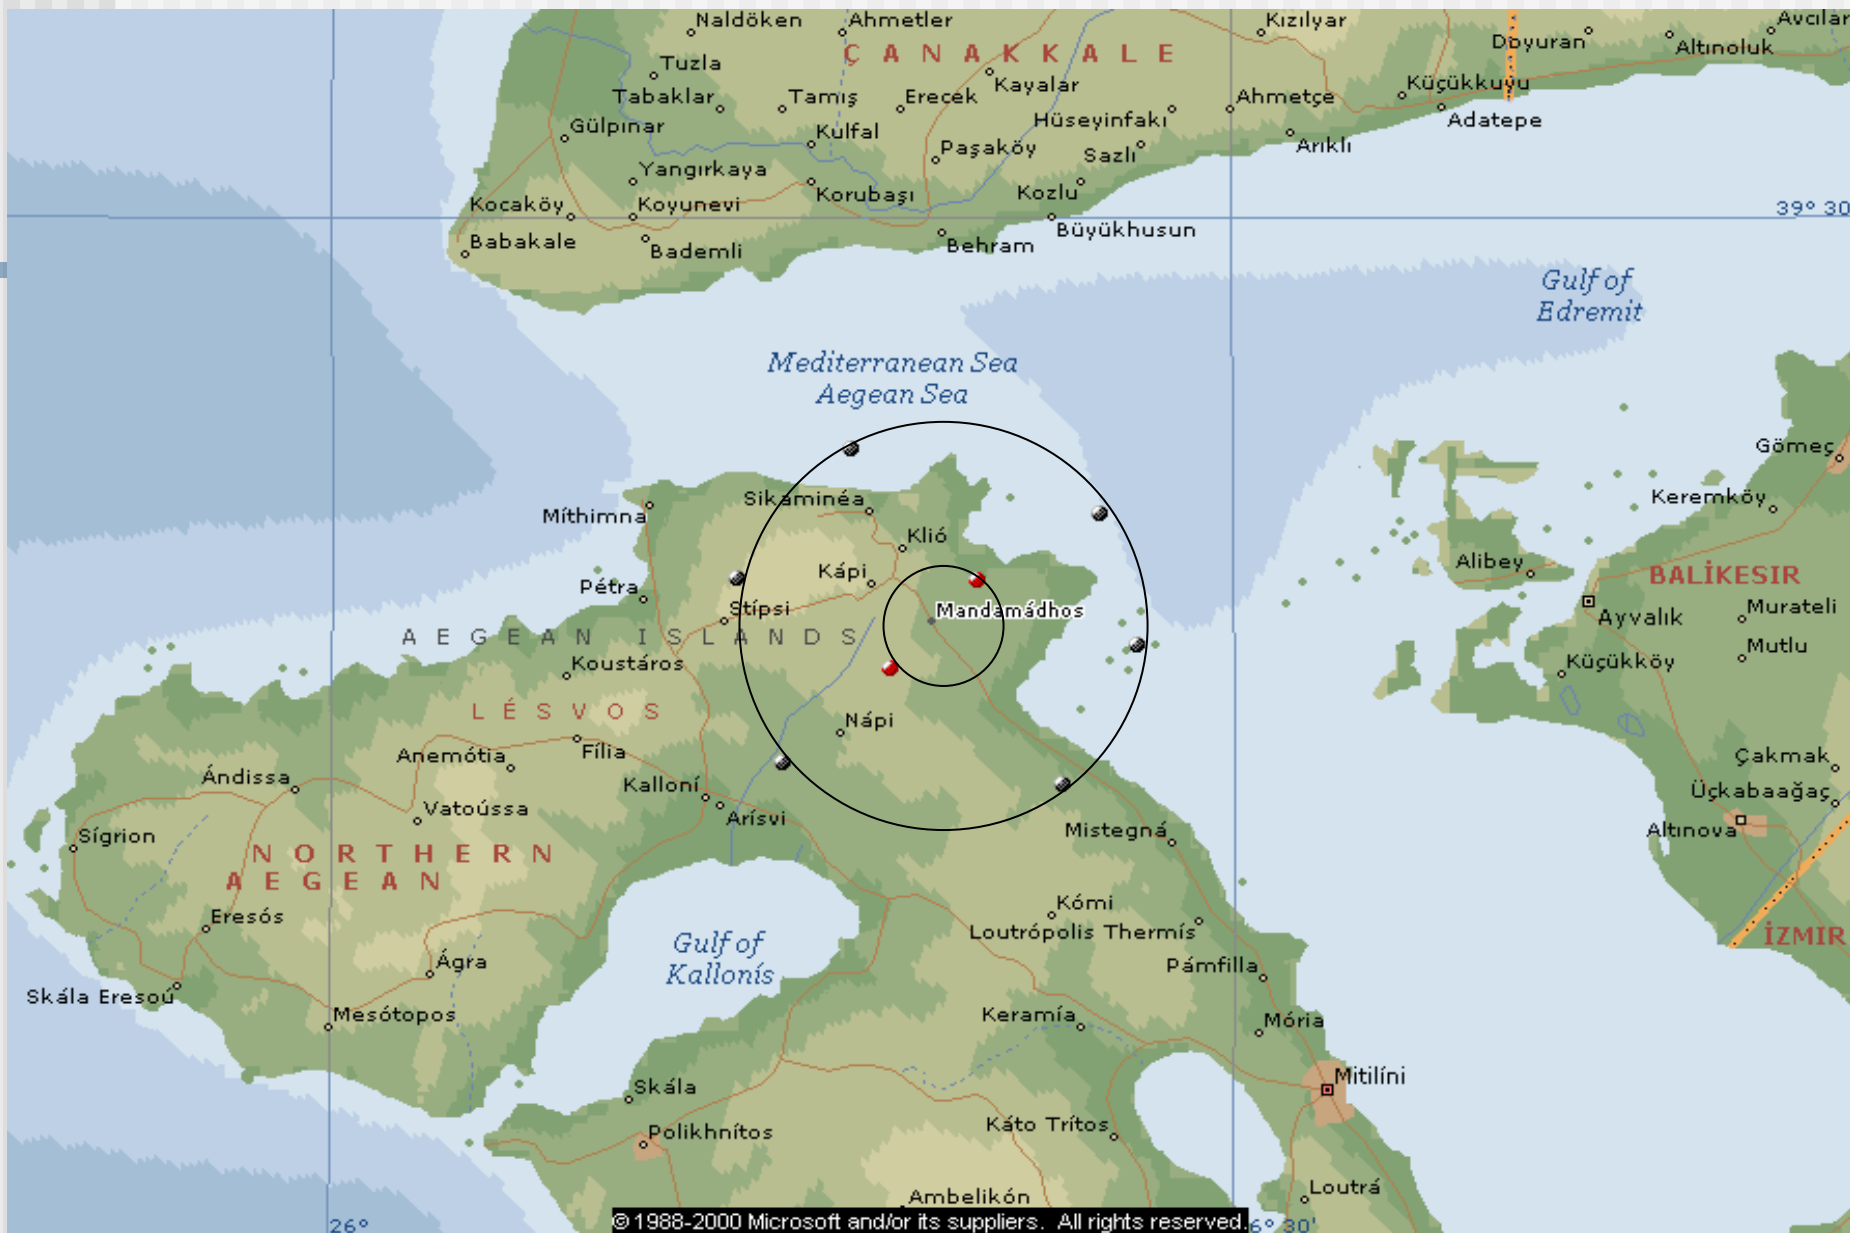 Naldöken
Ahmetler
Kızılyar
Avcılar
ÇANAKKALE
Doyuran
Altınoluk
Tuzla
Kayalar
Küçükkuyu
Tabaklar
Tamış
Erecek
Ahmetçe
Gülpınar
Kulfal
Hüseyinfakı
Adatepe
Paşaköy
Sazlı
Arıklı
Yangırkaya
Korubaşı
Kozlu
Kocaköy
Koyunevi
39° 30
Babakale
Bademli
Behram
Büyükhusun
Gulf of
Edremit
Mediterranean Sea
Aegean Sea
Gömeç
Sikaminéa
Keremköy
Míthimna
Klió
Alibey
Kápi
BALİKESIR
Pétra
Stípsi
Mandamádhos
Ayvalık
Murateli
AEGEAN ISLANDS
Mutlu
Koustáros
Küçükköy
LÉSVOS
Nápi
Anemótia
Fília
Çakmak
Ándissa
Kalloní
Üçkabaağaç
Vatoússa
Arísvi
Mistegná
Altınova
Sígrion
NORTHERN
AEGEAN
Eresós
Kómi
Loutrópolis Thermís
İZMIR
Gulf of
Kallonís
Ágra
Pámfilla
Skála Eresoú
Mesótopos
Keramía
Mória
Skála
Mitilíni
Polikhnítos
Káto Trítos
Ambelikón
Loutrá
26°
© 1988-2000 Microsoft and/or its suppliers. All rights reserved.
6° 30'